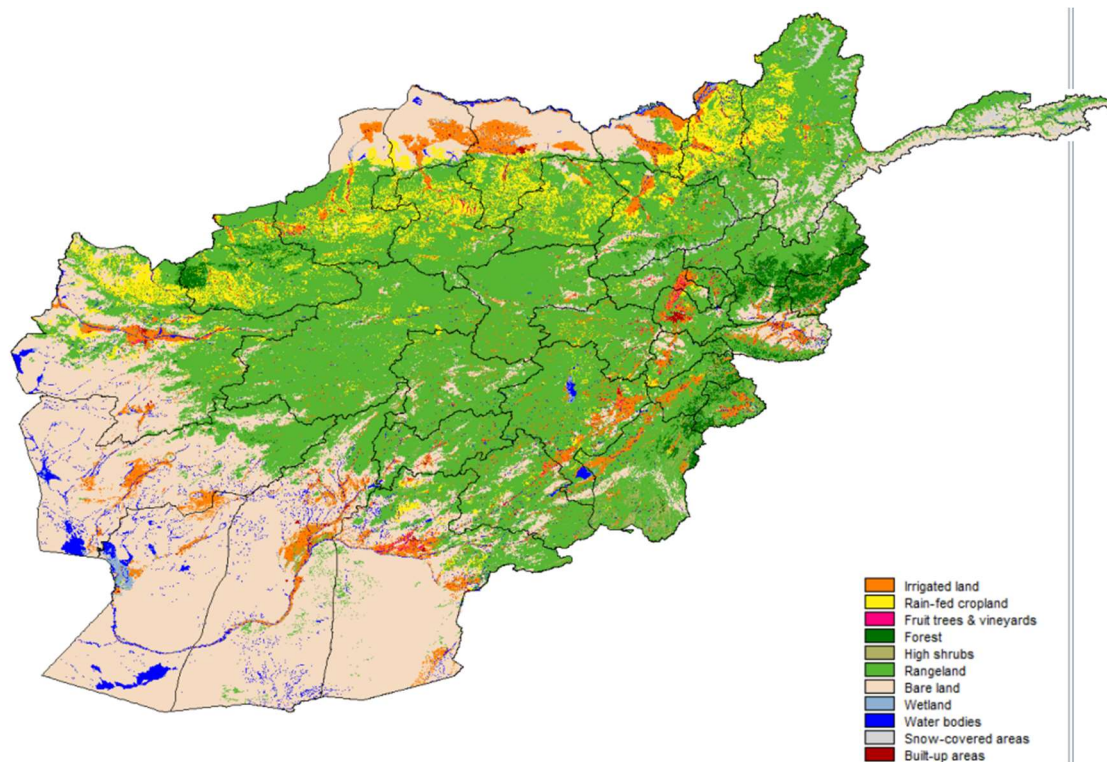 Irrigated land
Rain-fed cropland
Fruit trees & vineyards
Forest
High shrubs
Rangeland
Bare land
Wetland
Water bodies
Snow-covered areas
Built-up areas